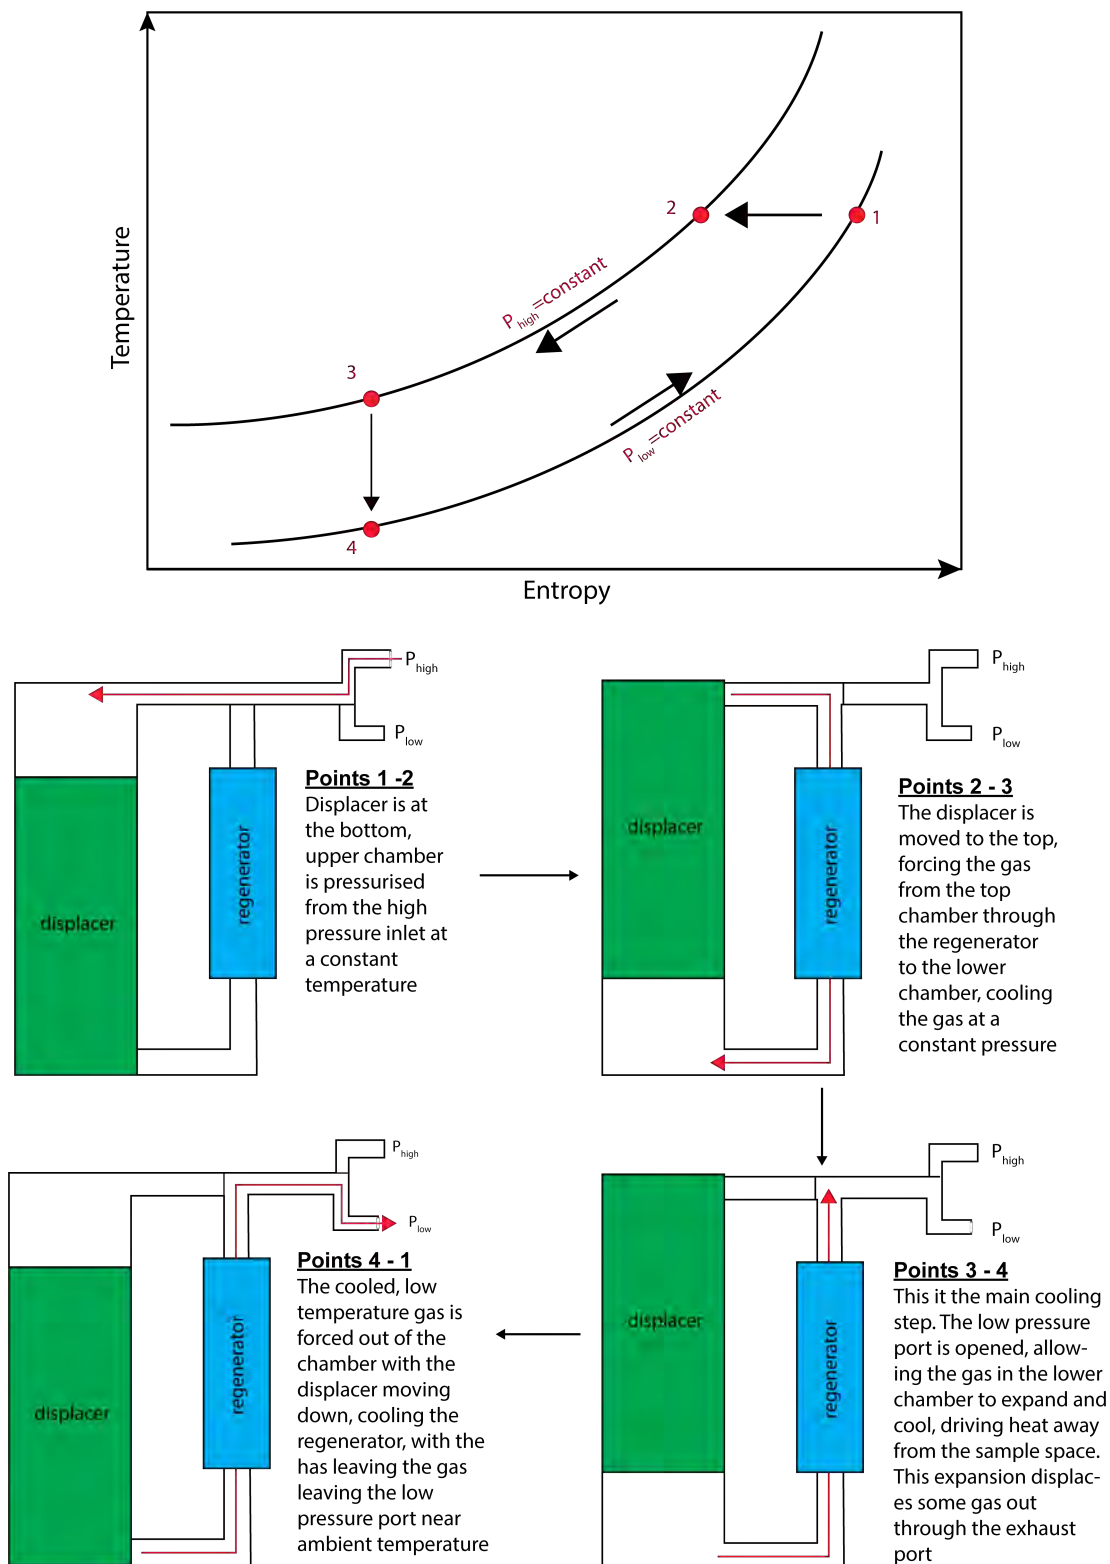 Temperature
2
1
P high =constant
3
P low =constant
4
Entropy
P high
P low
displacer
regenerator
Points 1 -2
Displacer is at
the bottom,
upper chamber
is pressurised
from the high
pressure inlet at
a constant
temperature
P high
P low
displacer
regenerator
Points 2 - 3
The displacer is
moved to the top,
forcing the gas
from the top
chamber through
the regenerator
to the lower
chamber, cooling
the gas at a
constant pressure
P high
P low
displacer
regenerator
Points 4 - 1
The cooled, low
temperature gas is
forced out of the
chamber with the
displacer moving
down, cooling the
regenerator, with the
has leaving the gas
leaving the low
pressure port near
ambient temperature
P high
P low
displacer
regenerator
Points 3 - 4
This it the main cooling
step. The low pressure
port is opened, allow-
ing the gas in the lower
chamber to expand and
cool, driving heat away
from the sample space.
This expansion displac-
es some gas out
through the exhaust
port